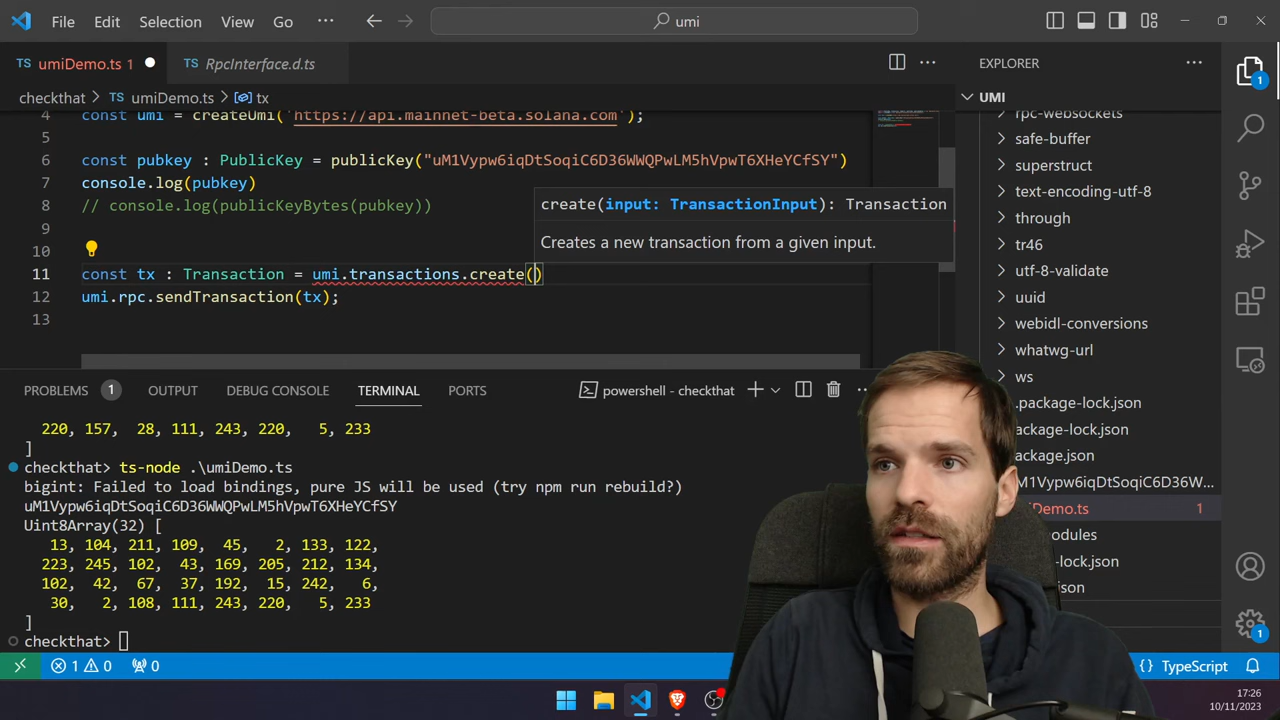 File Edit Selection View Go ··· umi
TS umiDemo.ts 1 TS RpcInterface.d.ts
checkthat > TS umiDemo.ts > tx
4 const umi = createUmi('https://api.mainnet-beta.solana.com');
5
6 const pubkey : PublicKey = publicKey("uM1Vypw6iqDtSoqiC6D36WWQPwLM5hVpwT6XHeYCfSY")
7 console.log(pubkey)
8 // console.log(publicKeyBytes(pubkey))
9
10
create(input: TransactionInput): Transaction
Creates a new transaction from a given input.
11 const tx : Transaction = umi.transactions.create()
12 umi.rpc.sendTransaction(tx);
13
EXPLORER ···
UMI
rpc-websockets
safe-buffer
superstruct
text-encoding-utf-8
through
tr46
utf-8-validate
uuid
webidl-conversions
whatwg-url
ws
.package-lock.json
ackage-lock.json
ackage.json
M1Vypw6iqDtSoqiC6D36W...
iDemo.ts 1
odules
-lock.json
json
1
1
PROBLEMS 1 OUTPUT DEBUG CONSOLE TERMINAL PORTS powershell - checkthat
220, 157, 28, 111, 243, 220, 5, 233
]
checkthat> ts-node .\umiDemo.ts
bigint: Failed to load bindings, pure JS will be used (try npm run rebuild?)
uM1Vypw6iqDtSoqiC6D36WWQPwLM5hVpwT6XHeYCfSY
Uint8Array(32) [
13, 104, 211, 109, 45, 2, 133, 122,
223, 245, 102, 43, 169, 205, 212, 134,
102, 42, 67, 37, 192, 15, 242, 6,
30, 2, 108, 111, 243, 220, 5, 233
]
checkthat>
1 0 0 {} TypeScript
17:26
10/11/2023